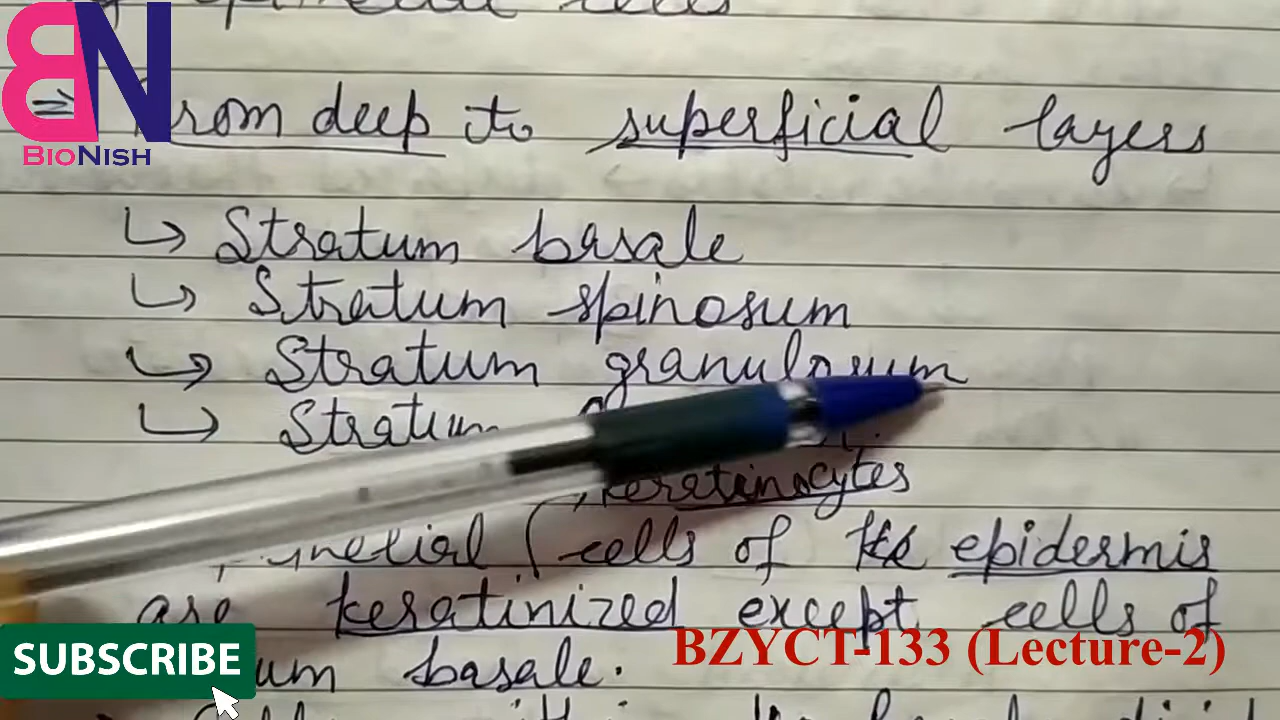 cells
⇒ From deep to superficial layers
BN
BIONISH
↳ Stratum basale
↳ Stratum spinosum
↳ Stratum granulosum
↳ Stratum
keratinocytes
cells of the epidermis
are keratinized except cells of
basale.
SUBSCRIBE
BZYCT-133 (Lecture-2)